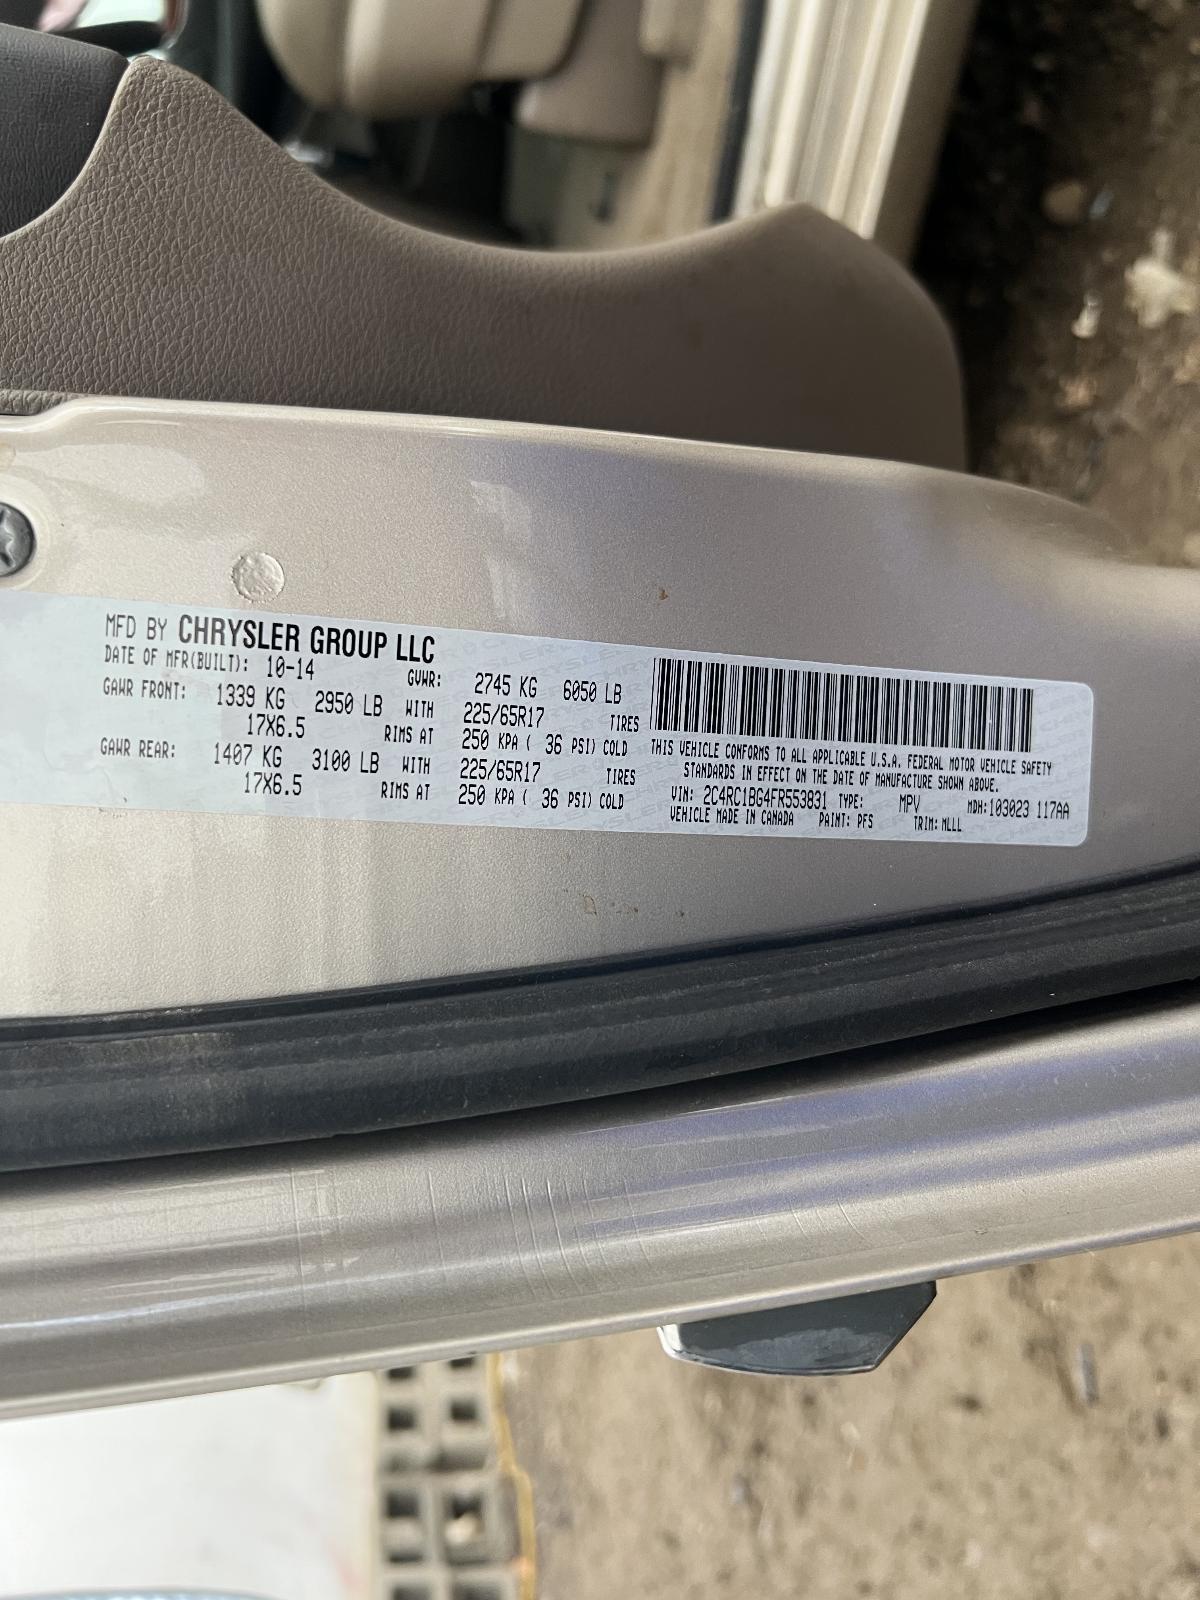 MFD BY CHRYSLER GROUP LLC
DATE OF MFR(BUILT): 10-14 GVWR: 2745 KG 6050 LB
GAWR FRONT: 1339 KG 2950 LB WITH 225/65R17 TIRES
17X6.5 RIMS AT 250 KPA ( 36 PSI) COLD
GAWR REAR: 1407 KG 3100 LB WITH 225/65R17 TIRES
17X6.5 RIMS AT 250 KPA ( 36 PSI) COLD
THIS VEHICLE CONFORMS TO ALL APPLICABLE U.S.A. FEDERAL MOTOR VEHICLE SAFETY
STANDARDS IN EFFECT ON THE DATE OF MANUFACTURE SHOWN ABOVE.
VIN: 2C4RC1BG4FR553831 TYPE: MPV MDH:103023 117AA
VEHICLE MADE IN CANADA PAINT: PFS TRIM: MLLL